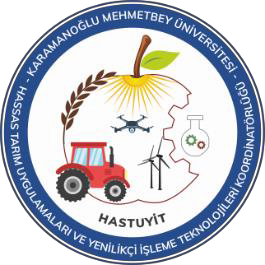 KARAMANOĞLU MEHMETBEY ÜNİVERSİTESİ -
HASSAS TARIM UYGULAMALARI VE YENİLİKÇİ İŞLEME TEKNOLOJİLERİ KOORDİNATÖRLÜĞÜ -
HASTUYİT